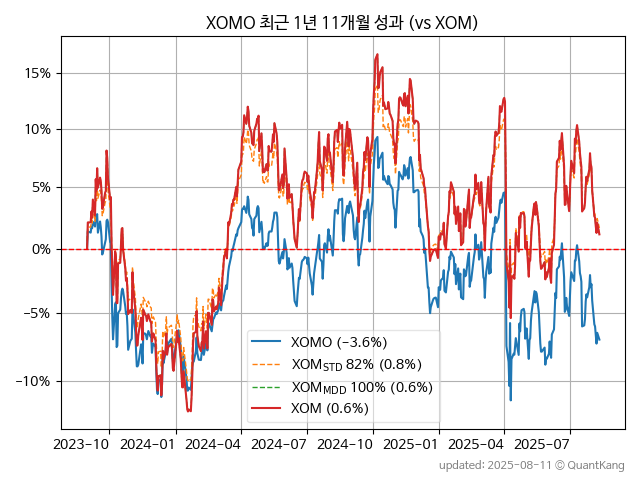 XOMO 최근 1년 11개월 성과 (vs XOM)
15%
10%
5%
0%
−5%
−10%
XOMO (−3.6%)
XOM_STD 82% (0.8%)
XOM_MDD 100% (0.6%)
XOM (0.6%)
2023-10 2024-01 2024-04 2024-07 2024-10 2025-01 2025-04 2025-07
updated: 2025-08-11 © QuantKang